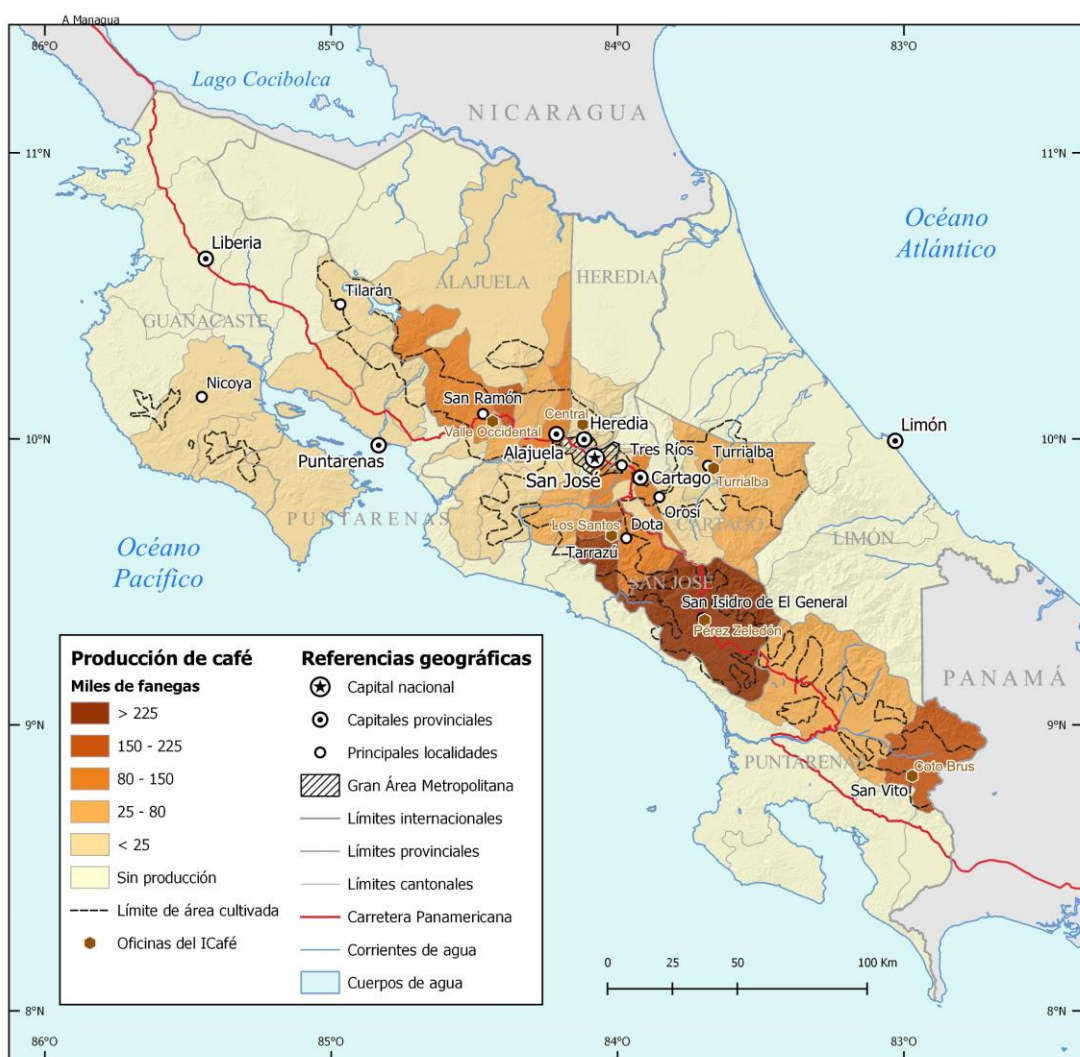 A Managua
86°O
85°O
84°O
83°O
Lago Cocibolca
NICARAGUA
11°N
11°N
Océano
Atlántico
Liberia
ALAJUELA
HEREDIA
Tilarán
GUANACASTE
Nicoya
San Ramón
Central
Valle Occidental
Heredia
Limón
10°N
10°N
Alajuela
Tres Ríos
Turrialba
Puntarenas
San José
Cartago
Turrialba
Orosí
PUNTARENAS
Los Santos
Dota
CARTAGO
LIMÓN
Océano
Pacífico
Tarrazú
SAN JOSÉ
San Isidro de El General
Pérez Zeledón
PANAMÁ
9°N
9°N
PUNTARENAS
Coto Brus
San Vito
Producción de café
Miles de fanegas
> 225
150 - 225
80 - 150
25 - 80
< 25
Sin producción
Límite de área cultivada
Oficinas del ICafé
Referencias geográficas
Capital nacional
Capitales provinciales
Principales localidades
Gran Área Metropolitana
Límites internacionales
Límites provinciales
Límites cantonales
Carretera Panamericana
Corrientes de agua
Cuerpos de agua
0 25 50 100 Km
8°N
8°N
86°O
85°O
84°O
83°O